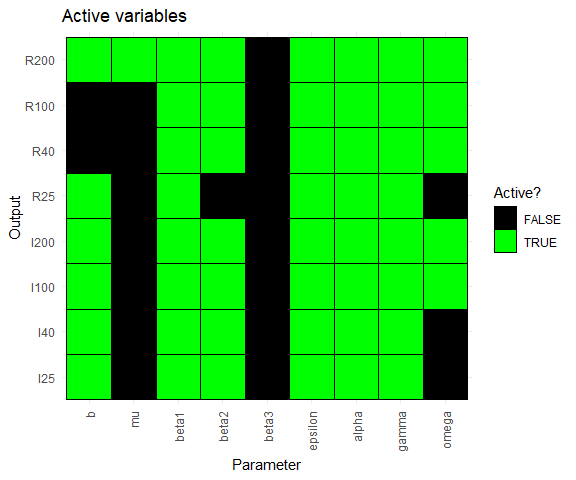 Active variables
R200
R100
R40
R25
I200
I100
I40
I25
Output
b
mu
beta1
beta2
beta3
epsilon
alpha
gamma
omega
Parameter
Active?
FALSE
TRUE